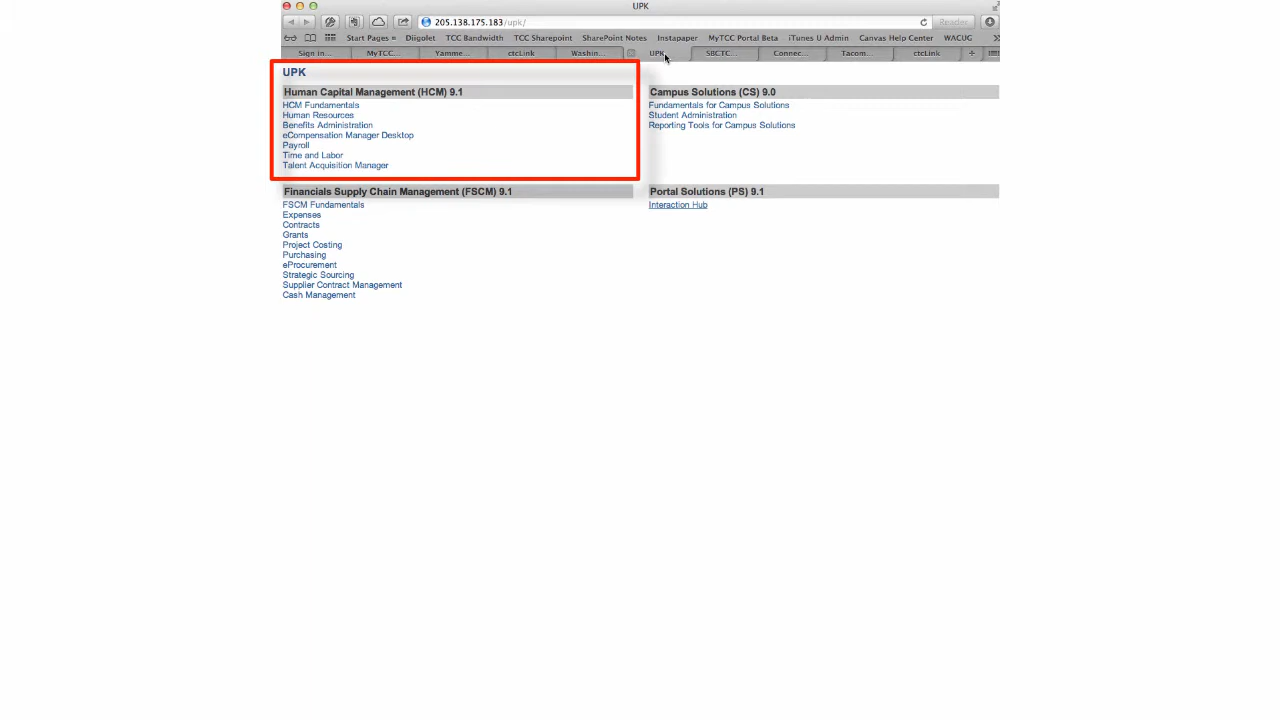 UPK
205.138.175.183/upk/
Reader
Start Pages
Diigolet
TCC Bandwidth
TCC Sharepoint
SharePoint Notes
Instapaper
MyTCC Portal Beta
iTunes U Admin
Canvas Help Center
WACUG
Sign in...
MyTCC...
Yamme...
ctcLink
Washin...
UPK
SBCTC...
Connec...
Tacom...
ctcLink
UPK
Human Capital Management (HCM) 9.1
HCM Fundamentals
Human Resources
Benefits Administration
eCompensation Manager Desktop
Payroll
Time and Labor
Talent Acquisition Manager
Campus Solutions (CS) 9.0
Fundamentals for Campus Solutions
Student Administration
Reporting Tools for Campus Solutions
Financials Supply Chain Management (FSCM) 9.1
FSCM Fundamentals
Expenses
Contracts
Grants
Project Costing
Purchasing
eProcurement
Strategic Sourcing
Supplier Contract Management
Cash Management
Portal Solutions (PS) 9.1
Interaction Hub